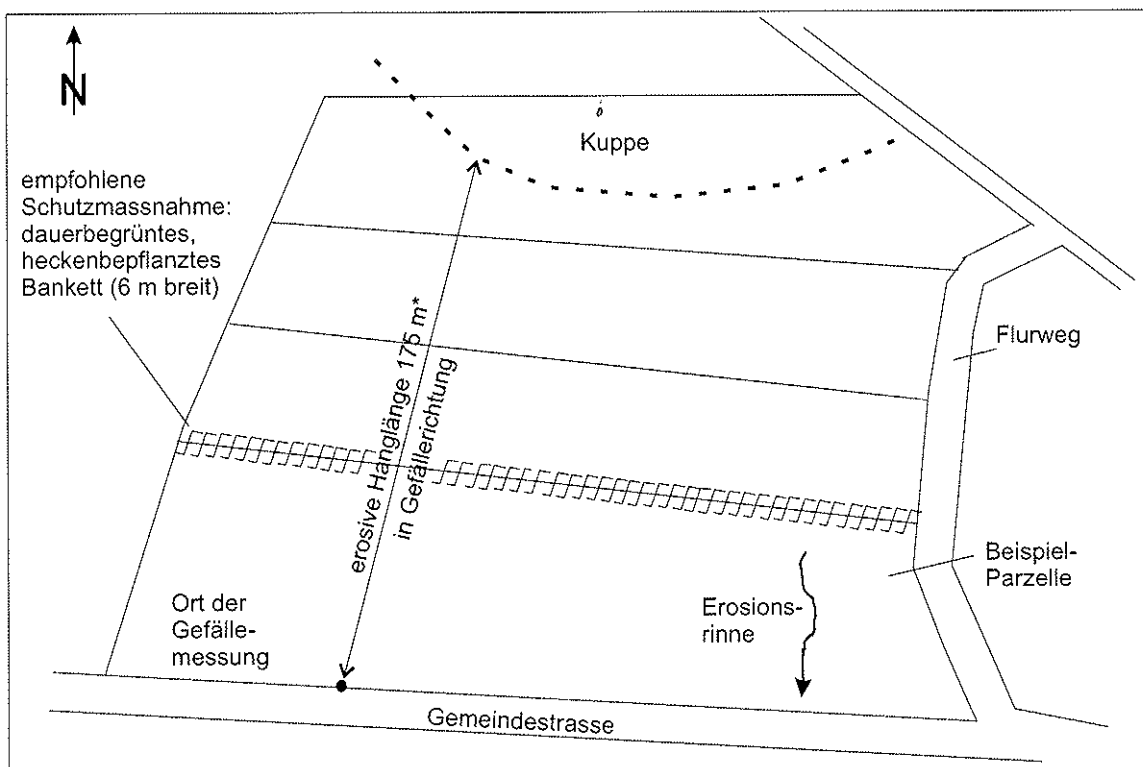 N
Kuppe
empfohlene
Schutzmassnahme:
dauerbegrüntes,
heckenbepflanztes
Bankett (6 m breit)
erosive Hanglänge 175 m*
in Gefällerichtung
Flurweg
Beispiel-
Parzelle
Ort der
Gefälle-
messung
Erosions-
rinne
Gemeindestrasse